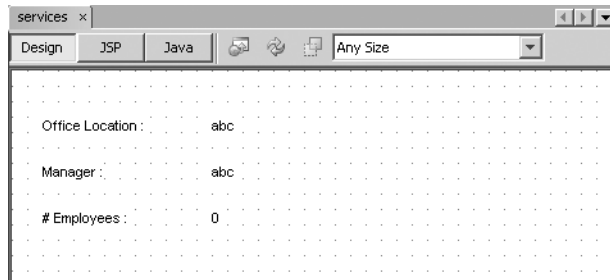 services ×
Design JSP Java Any Size
Office Location : abc
Manager : abc
# Employees : 0